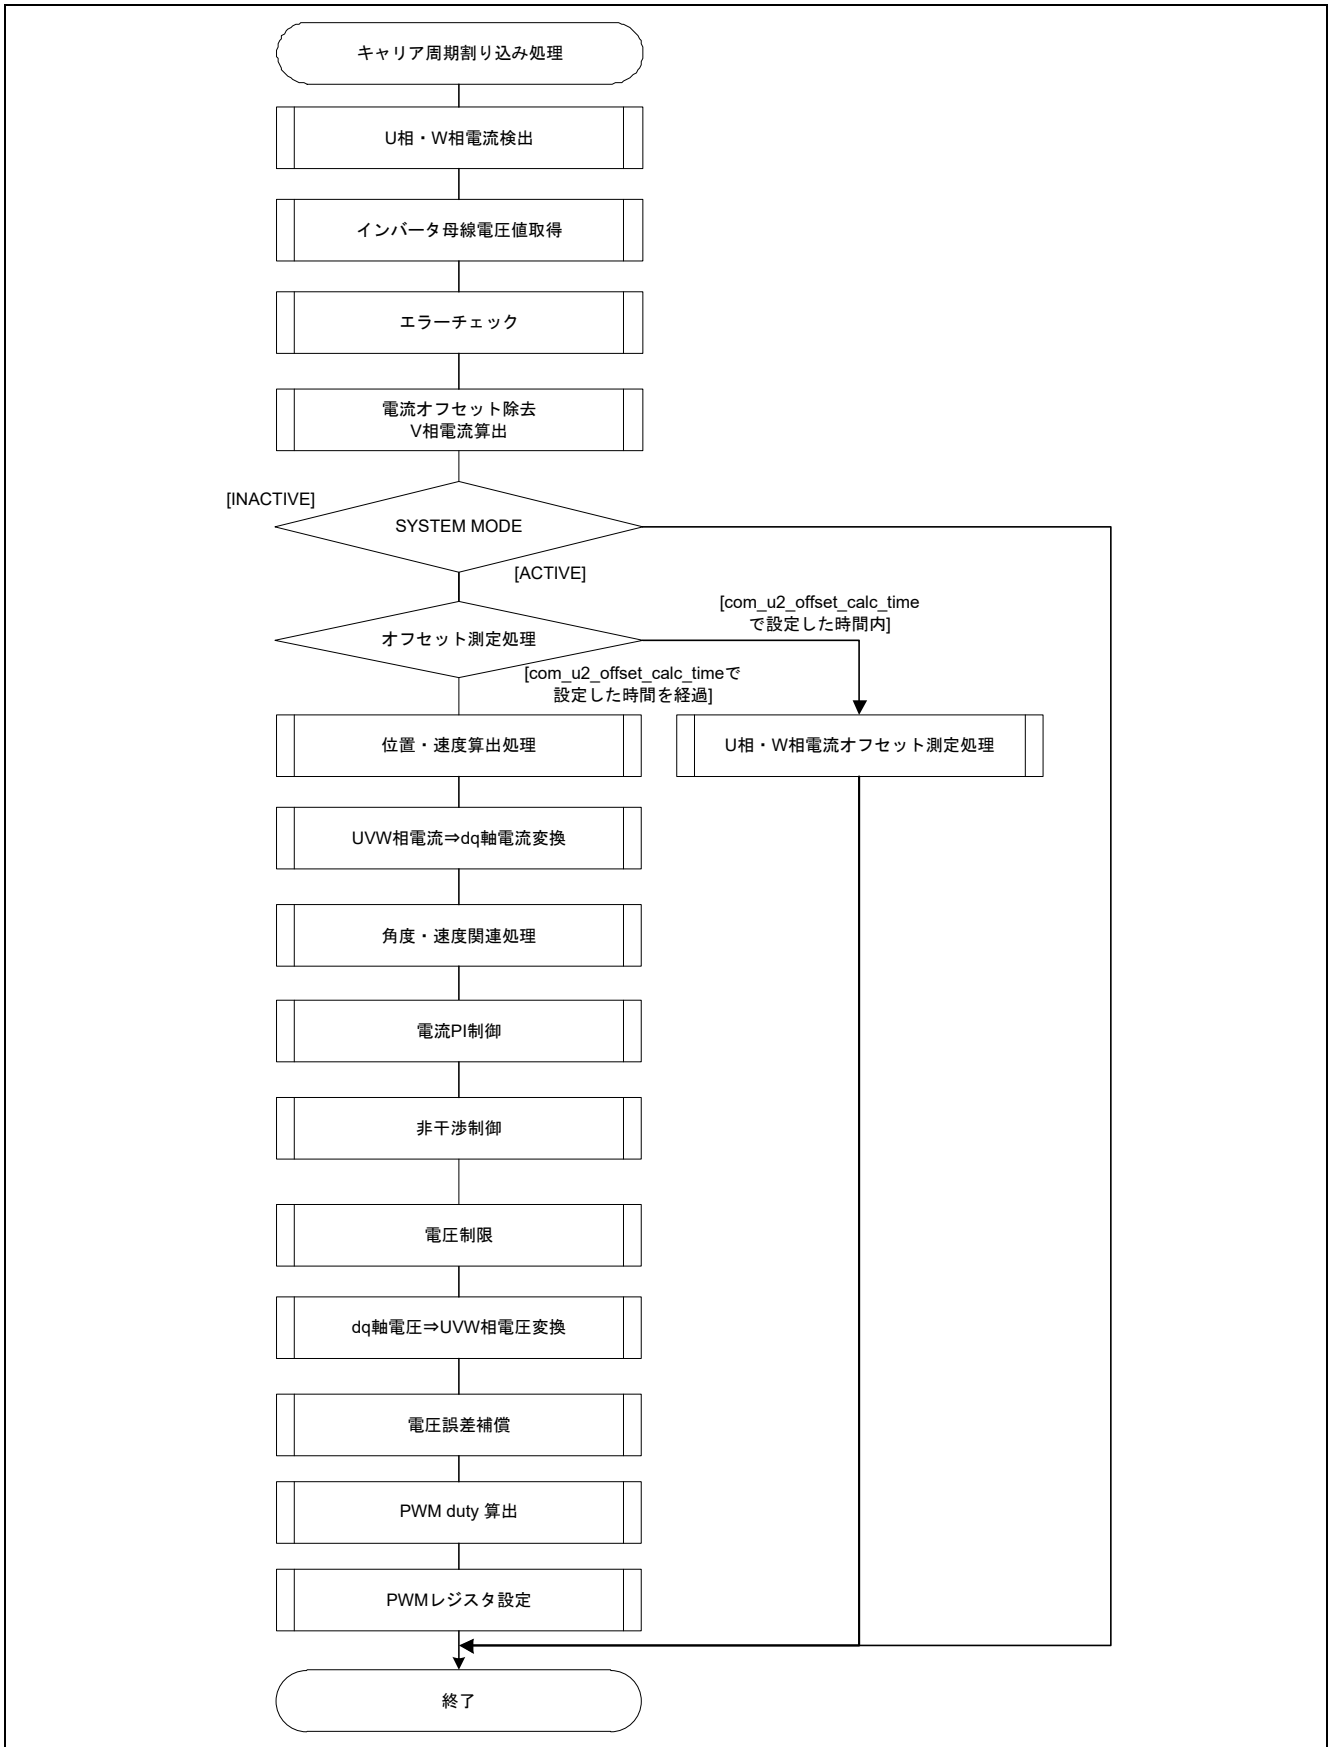 キャリア周期割り込み処理
U相・W相電流検出
インバータ母線電圧値取得
エラーチェック
電流オフセット除去
V相電流算出
[INACTIVE]
SYSTEM MODE
[ACTIVE]
[com_u2_offset_calc_time
で設定した時間内]
オフセット測定処理
[com_u2_offset_calc_timeで
設定した時間を経過]
位置・速度算出処理
U相・W相電流オフセット測定処理
UVW相電流⇒dq軸電流変換
角度・速度関連処理
電流PI制御
非干渉制御
電圧制限
dq軸電圧⇒UVW相電圧変換
電圧誤差補償
PWM duty 算出
PWMレジスタ設定
終了